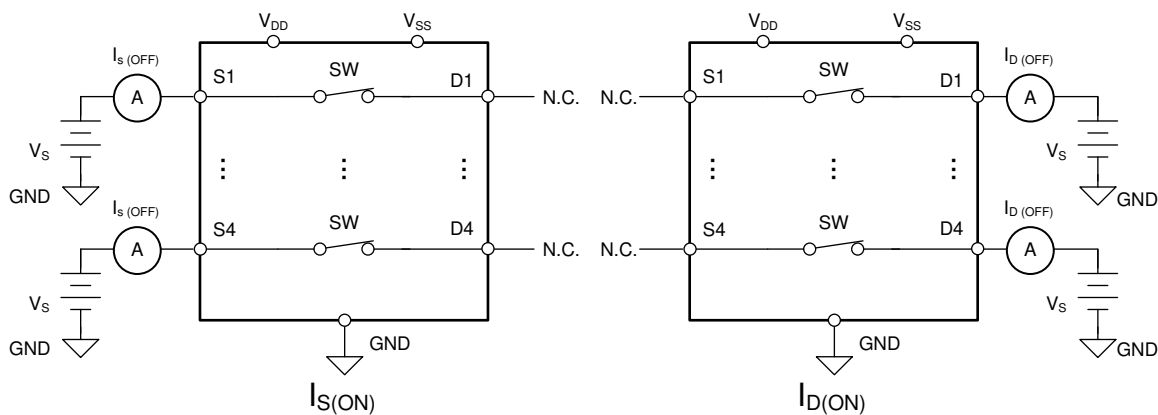 VDD VSS VDD VSS
Is (OFF) SW ID (OFF)
A S1 D1 N.C. N.C. S1 SW D1 A
VS VS
GND ... ... ... ... ... ... GND
Is (OFF) SW ID (OFF)
A S4 D4 N.C. N.C. S4 SW D4 A
VS VS
GND GND GND GND
IS(ON) ID(ON)